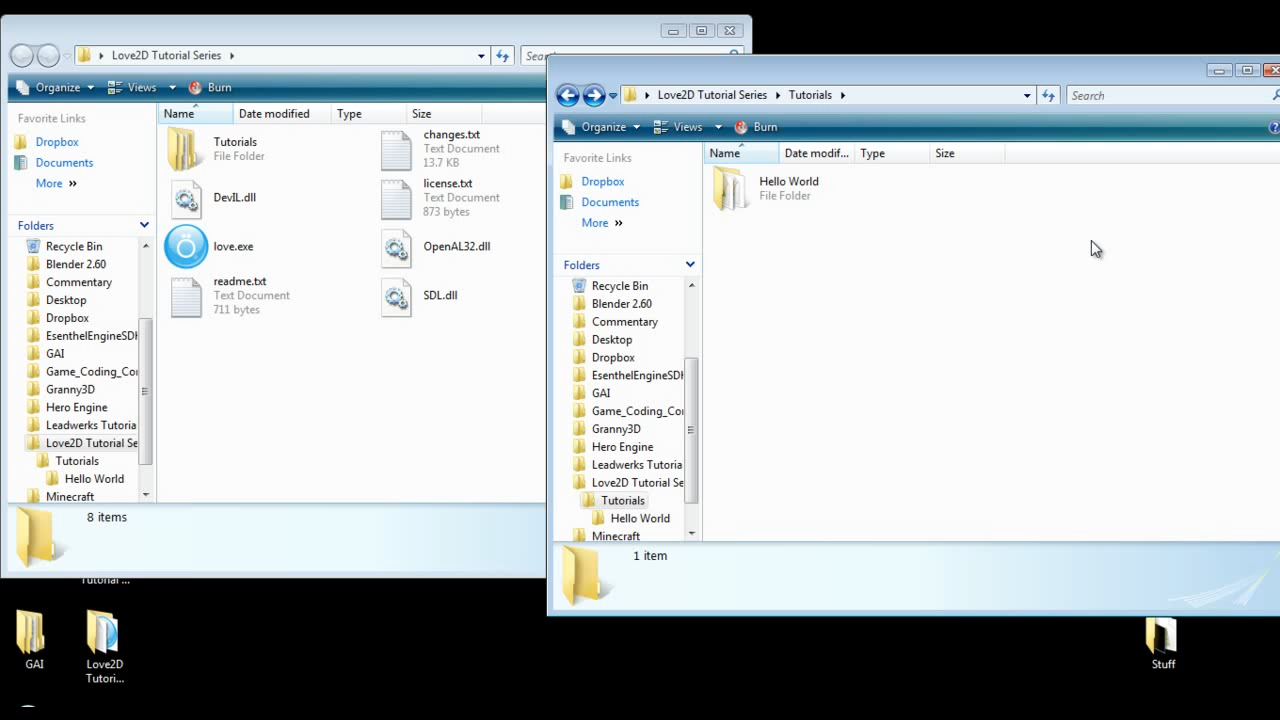 Love2D Tutorial Series
Sea
Organize Views Burn
Favorite Links
Dropbox
Documents
More »
Folders
Recycle Bin
Blender 2.60
Commentary
Desktop
Dropbox
EsenthelEngineSDK
GAI
Game_Coding_Co
Granny3D
Hero Engine
Leadwerks Tutoria
Love2D Tutorial Se
Tutorials
Hello World
Minecraft
Name Date modified Type Size
Tutorials
File Folder
changes.txt
Text Document
13.7 KB
DevIL.dll
license.txt
Text Document
873 bytes
love.exe
OpenAL32.dll
readme.txt
Text Document
711 bytes
SDL.dll
8 items
Love2D Tutorial Series Tutorials
Search
Organize Views Burn
Favorite Links
Dropbox
Documents
More »
Folders
Recycle Bin
Blender 2.60
Commentary
Desktop
Dropbox
EsenthelEngineSDK
GAI
Game_Coding_Co
Granny3D
Hero Engine
Leadwerks Tutoria
Love2D Tutorial Se
Tutorials
Hello World
Minecraft
Name Date modif... Type Size
Hello World
File Folder
1 item
Tutorial ...
GAI
Love2D
Tutori...
Stuff